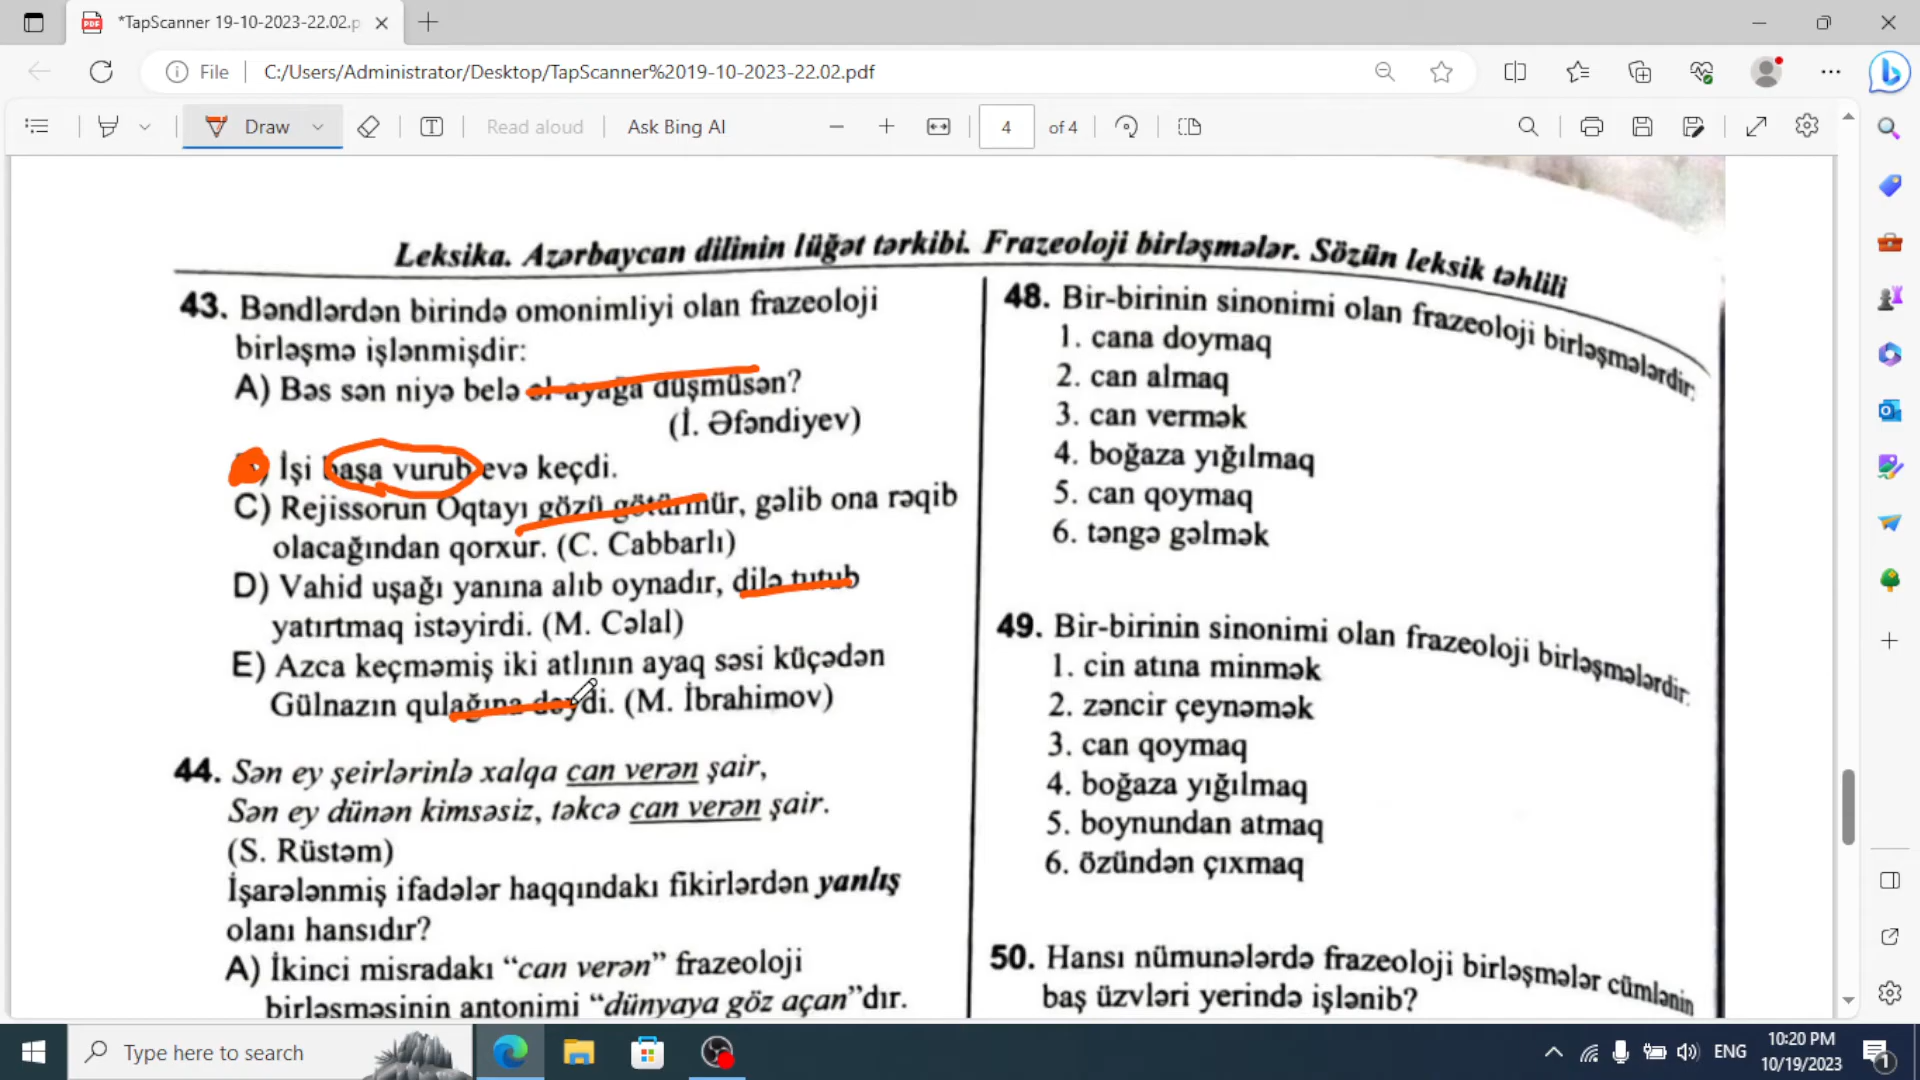 *TapScanner 19-10-2023-22.02.p
File
C:/Users/Administrator/Desktop/TapScanner%2019-10-2023-22.02.pdf
Draw
Read aloud
Ask Bing AI
4 of 4
Leksika. Azərbaycan dilinin lüğət tərkibi. Frazeoloji birləşmələr. Sözün leksik təhlili
43. Bəndlərdən birində omonimliyi olan frazeoloji
birləşmə işlənmişdir:
A) Bəs sən niyə belə əl-ayağa düşmüsən?
(İ. Əfəndiyev)
İşi başa vurub evə keçdi.
C) Rejissorun Oqtayı gözü götürmür, gəlib ona rəqib
olacağından qorxur. (C. Cabbarlı)
D) Vahid uşağı yanına alıb oynadır, dilə tutub
yatırtmaq istəyirdi. (M. Cəlal)
E) Azca keçməmiş iki atlının ayaq səsi küçədən
Gülnazın qulağına dəydi. (M. İbrahimov)
44. Sən ey şeirlərinlə xalqa can verən şair,
Sən ey dünən kimsəsiz, təkcə can verən şair.
(S. Rüstəm)
İşarələnmiş ifadələr haqqındakı fikirlərdən yanlış
olanı hansıdır?
A) İkinci misradakı “can verən” frazeoloji
birləşməsinin antonimi “dünyaya göz açan”dır.
48. Bir-birinin sinonimi olan frazeoloji birləşmələrdir:
1. cana doymaq
2. can almaq
3. can vermək
4. boğaza yığılmaq
5. can qoymaq
6. təngə gəlmək
49. Bir-birinin sinonimi olan frazeoloji birləşmələrdir:
1. cin atına minmək
2. zəncir çeynəmək
3. can qoymaq
4. boğaza yığılmaq
5. boynundan atmaq
6. özündən çıxmaq
50. Hansı nümunələrdə frazeoloji birləşmələr cümlənin
baş üzvləri yerində işlənib?
Type here to search
ENG
10:20 PM
10/19/2023
1